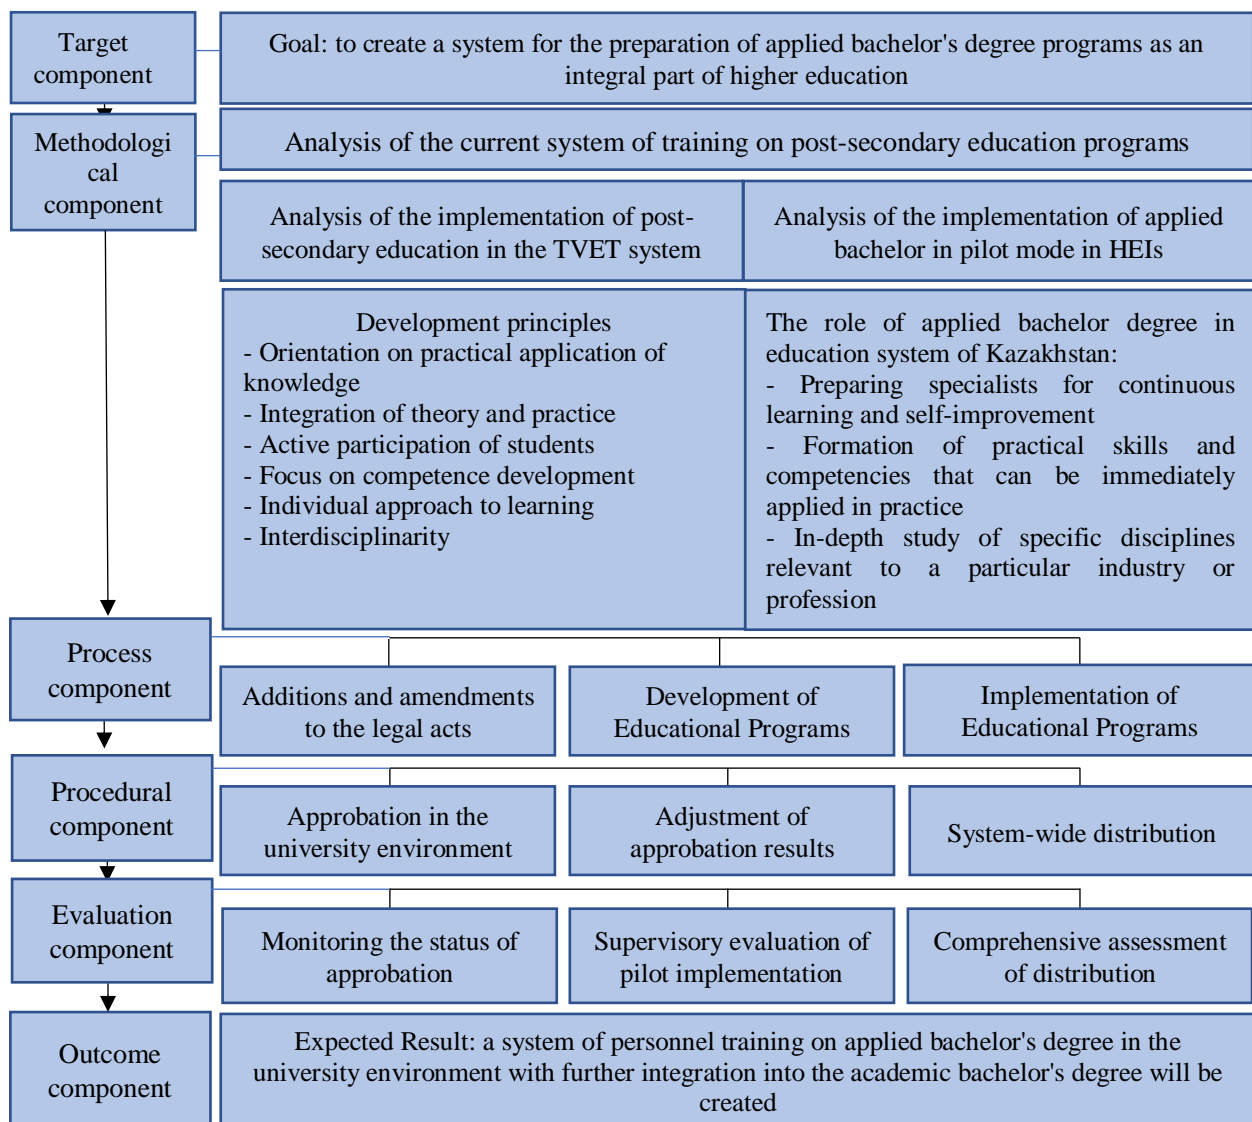 Target
component
Goal: to create a system for the preparation of applied bachelor's degree programs as an
integral part of higher education
Methodologi
cal
component
Analysis of the current system of training on post-secondary education programs
Analysis of the implementation of post-
secondary education in the TVET system
Analysis of the implementation of applied
bachelor in pilot mode in HEIs
Development principles
- Orientation on practical application of
knowledge
- Integration of theory and practice
- Active participation of students
- Focus on competence development
- Individual approach to learning
- Interdisciplinarity
The role of applied bachelor degree in
education system of Kazakhstan:
- Preparing specialists for continuous
learning and self-improvement
- Formation of practical skills and
competencies that can be immediately
applied in practice
- In-depth study of specific disciplines
relevant to a particular industry or
profession
Process
component
Additions and amendments
to the legal acts
Development of
Educational Programs
Implementation of
Educational Programs
Procedural
component
Approbation in the
university environment
Adjustment of
approbation results
System-wide distribution
Evaluation
component
Monitoring the status of
approbation
Supervisory evaluation of
pilot implementation
Comprehensive assessment
of distribution
Outcome
component
Expected Result: a system of personnel training on applied bachelor's degree in the
university environment with further integration into the academic bachelor's degree will be
created